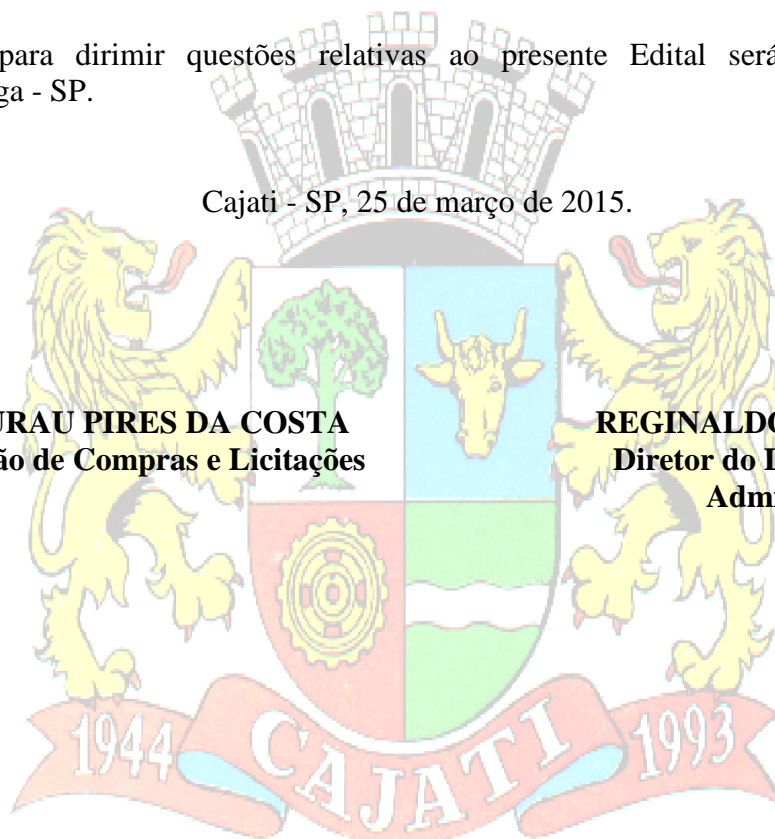 para dirimir questões relativas ao presente Edital será
ga - SP.
Cajati - SP, 25 de março de 2015.
URAU PIRES DA COSTA
ão de Compras e Licitações
REGINALDO
Diretor do D
Admi
1944 CAJATI 1993